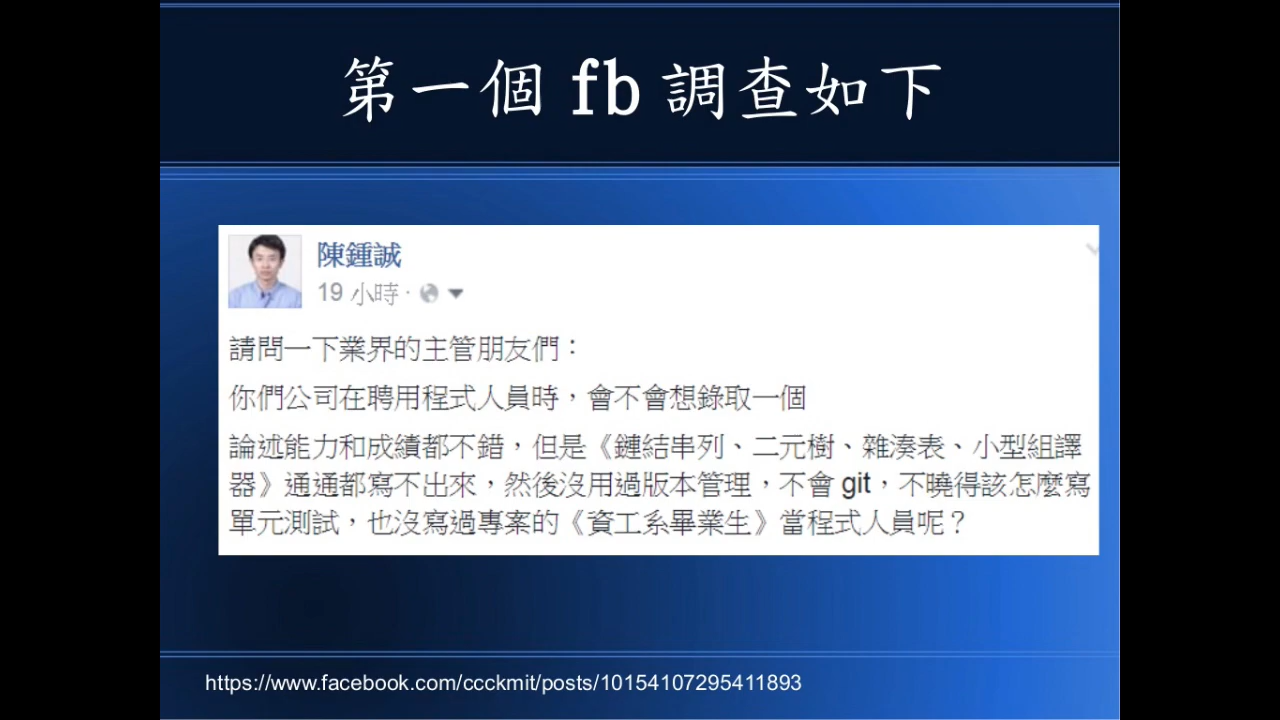 第一個 fb 調查如下
陳鍾誠
19 小時 ·
請問一下業界的主管朋友們：
你們公司在聘用程式人員時，會不會想錄取一個
論述能力和成績都不錯，但是《鏈結串列、二元樹、雜湊表、小型組譯
器》通通都寫不出來，然後沒用過版本管理，不會 git，不曉得該怎麼寫
單元測試，也沒寫過專案的《資工系畢業生》當程式人員呢？
https://www.facebook.com/ccckmit/posts/10154107295411893